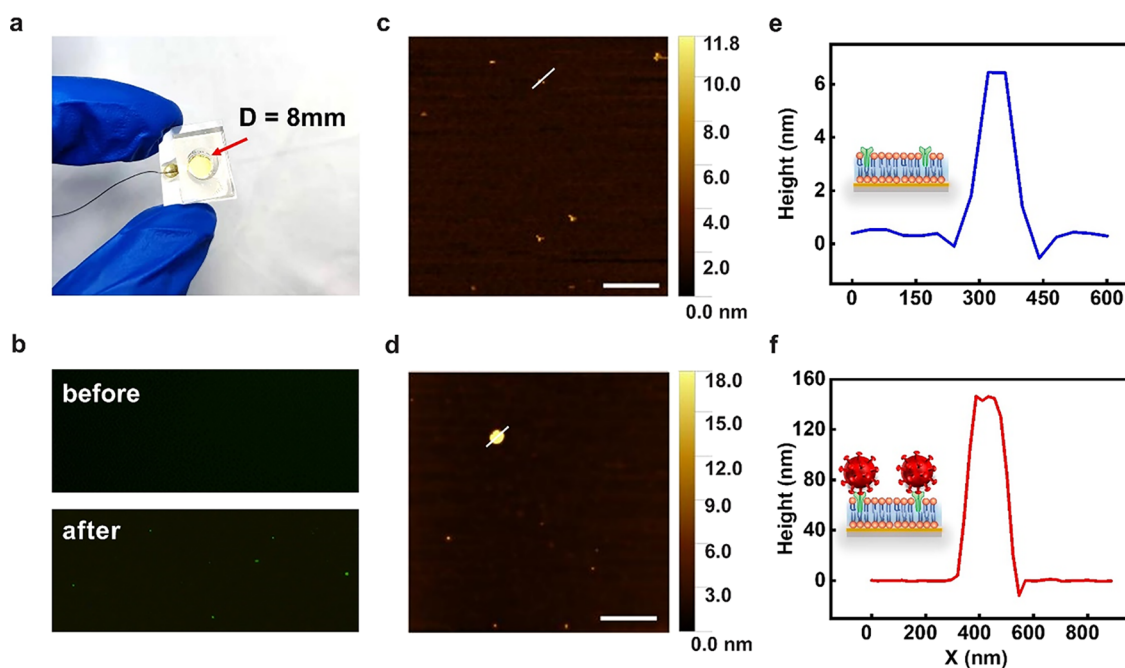 a
D = 8mm
b
before
after
c
11.8
10.0
8.0
6.0
4.0
2.0
0.0 nm
d
18.0
15.0
12.0
9.0
6.0
3.0
0.0 nm
e
Height (nm)
6
4
2
0
0 150 300 450 600
f
Height (nm)
160
120
80
40
0
0 200 400 600 800
X (nm)